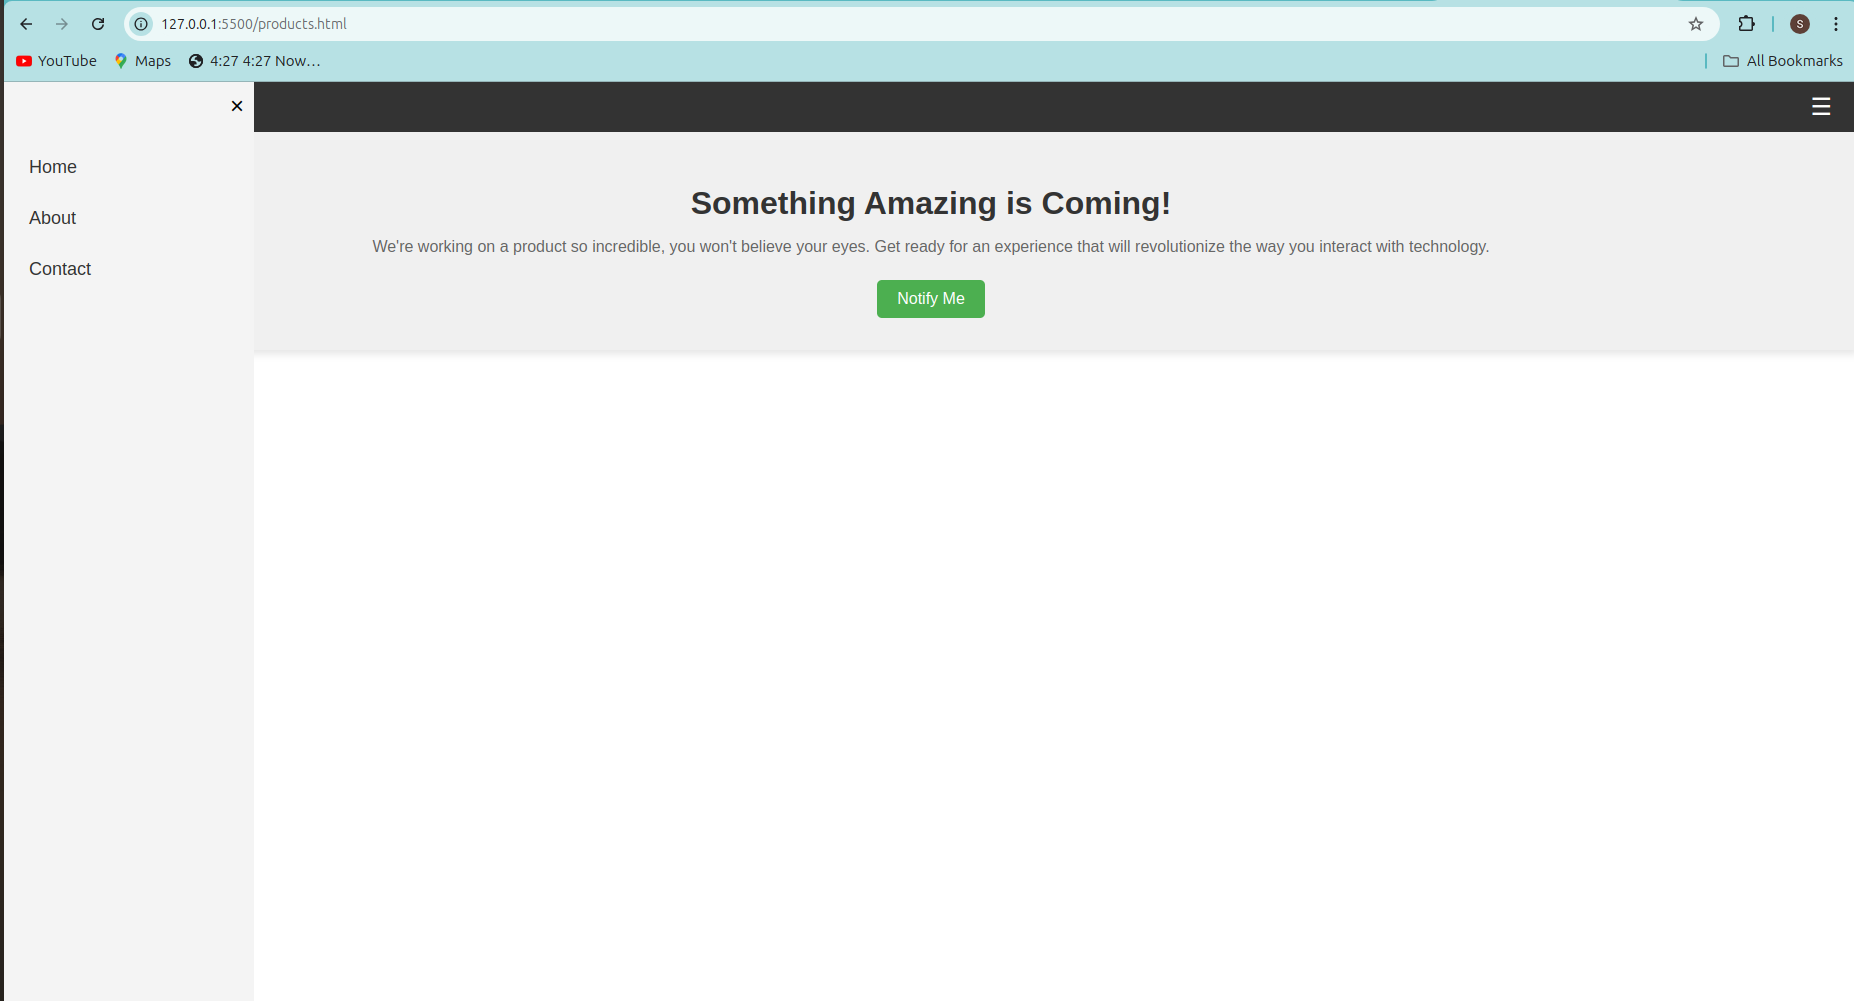 127.0.0.1:5500/products.html
S
YouTube Maps 4:27 4:27 Now… All Bookmarks
Home
About
Contact
Something Amazing is Coming!
We're working on a product so incredible, you won't believe your eyes. Get ready for an experience that will revolutionize the way you interact with technology.
Notify Me